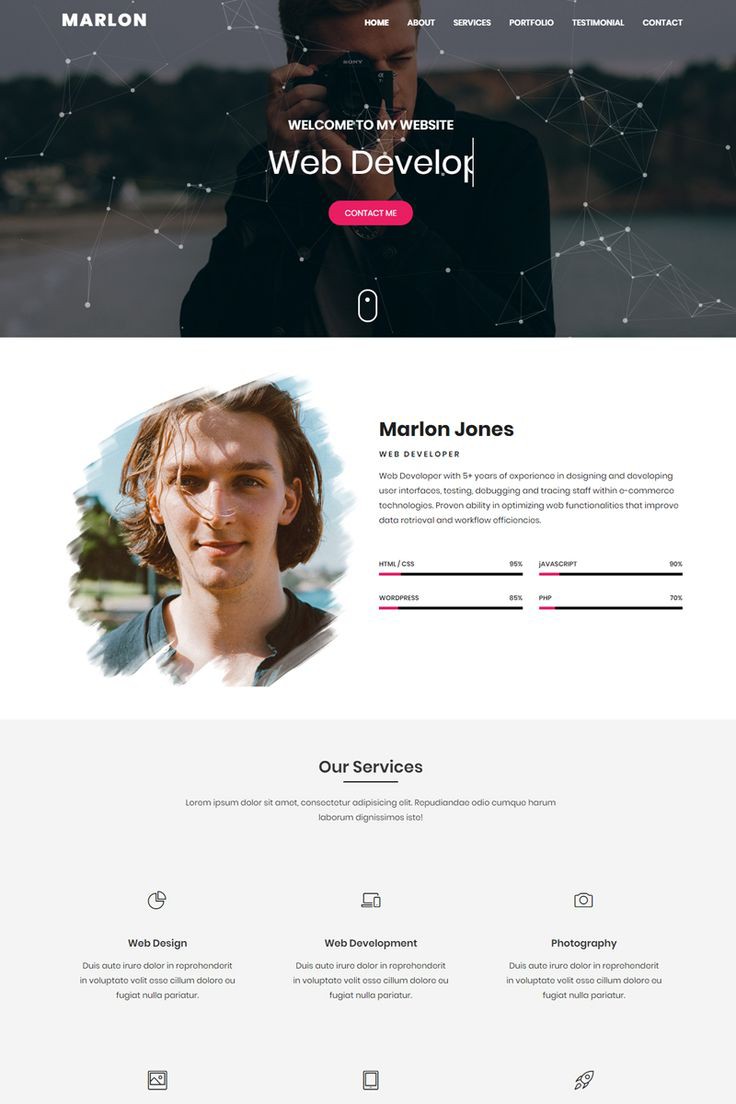 MARLON
HOME ABOUT SERVICES PORTFOLIO TESTIMONIAL CONTACT
SONY
WELCOME TO MY WEBSITE
Web Develop
CONTACT ME
Marlon Jones
WEB DEVELOPER
Web Developer with 5+ years of experience in designing and developing
user interfaces, testing, debugging and tracing staff within e-commerce
technologies. Proven ability in optimizing web functionalities that improve
data retrieval and workflow efficiencies.
HTML / CSS 95% jAVASCRIPT 90%
WORDPRESS 85% PHP 70%
Our Services
Lorem ipsum dolor sit amet, consectetur adipisicing elit. Repudiandae odio cumque harum
laborum dignissimos iste!
Web Design
Duis aute irure dolor in reprehenderit
in voluptate velit esse cillum dolore eu
fugiat nulla pariatur.
Web Development
Duis aute irure dolor in reprehenderit
in voluptate velit esse cillum dolore eu
fugiat nulla pariatur.
Photography
Duis aute irure dolor in reprehenderit
in voluptate velit esse cillum dolore eu
fugiat nulla pariatur.